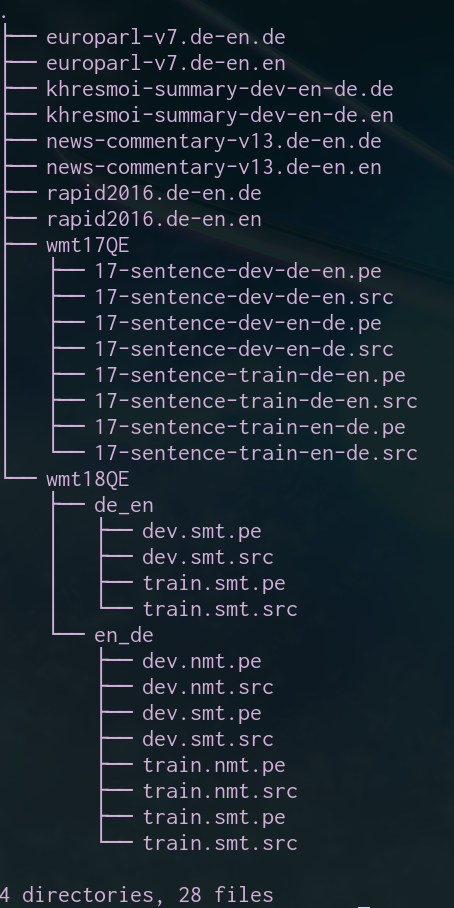 .
├── europarl-v7.de-en.de
├── europarl-v7.de-en.en
├── khresmoi-summary-dev-en-de.de
├── khresmoi-summary-dev-en-de.en
├── news-commentary-v13.de-en.de
├── news-commentary-v13.de-en.en
├── rapid2016.de-en.de
├── rapid2016.de-en.en
├── wmt17QE
│   ├── 17-sentence-dev-de-en.pe
│   ├── 17-sentence-dev-de-en.src
│   ├── 17-sentence-dev-en-de.pe
│   ├── 17-sentence-dev-en-de.src
│   ├── 17-sentence-train-de-en.pe
│   ├── 17-sentence-train-de-en.src
│   ├── 17-sentence-train-en-de.pe
│   └── 17-sentence-train-en-de.src
└── wmt18QE
    ├── de_en
    │   ├── dev.smt.pe
    │   ├── dev.smt.src
    │   ├── train.smt.pe
    │   └── train.smt.src
    └── en_de
        ├── dev.nmt.pe
        ├── dev.nmt.src
        ├── dev.smt.pe
        ├── dev.smt.src
        ├── train.nmt.pe
        ├── train.nmt.src
        ├── train.smt.pe
        └── train.smt.src
4 directories, 28 files